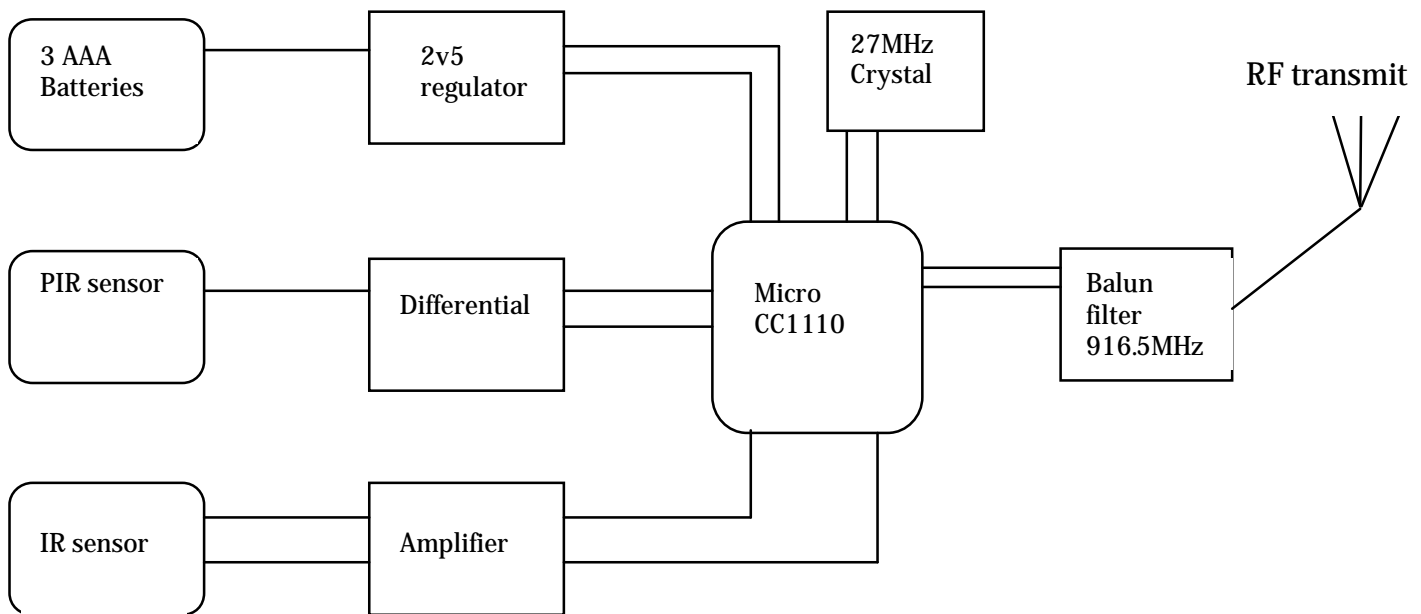 3 AAA
Batteries
2v5
regulator
27MHz
Crystal
RF transmit
PIR sensor
Differential
Micro
CC1110
Balun
filter
916.5MHz
IR sensor
Amplifier